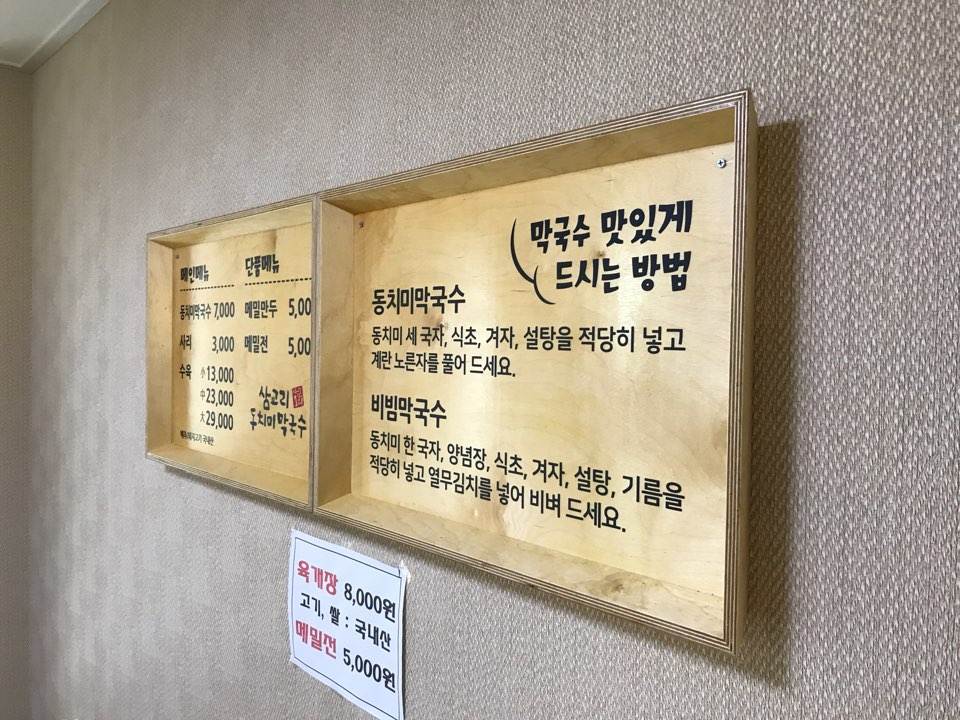 메인메뉴
동치미막국수 7,000
사리 3,000
수육 小 13,000
中 23,000
大 29,000
단품메뉴
메밀만두 5,00
메밀전 5,00
삼고리
동치미막국수
막국수 맛있게
드시는 방법
동치미막국수
동치미 세 국자, 식초, 겨자, 설탕을 적당히 넣고
계란 노른자를 풀어 드세요.
비빔막국수
동치미 한 국자, 양념장, 식초, 겨자, 설탕, 기름을
적당히 넣고 열무김치를 넣어 비벼 드세요.
육개장 8,000원
고기, 쌀 : 국내산
메밀전 5,000원